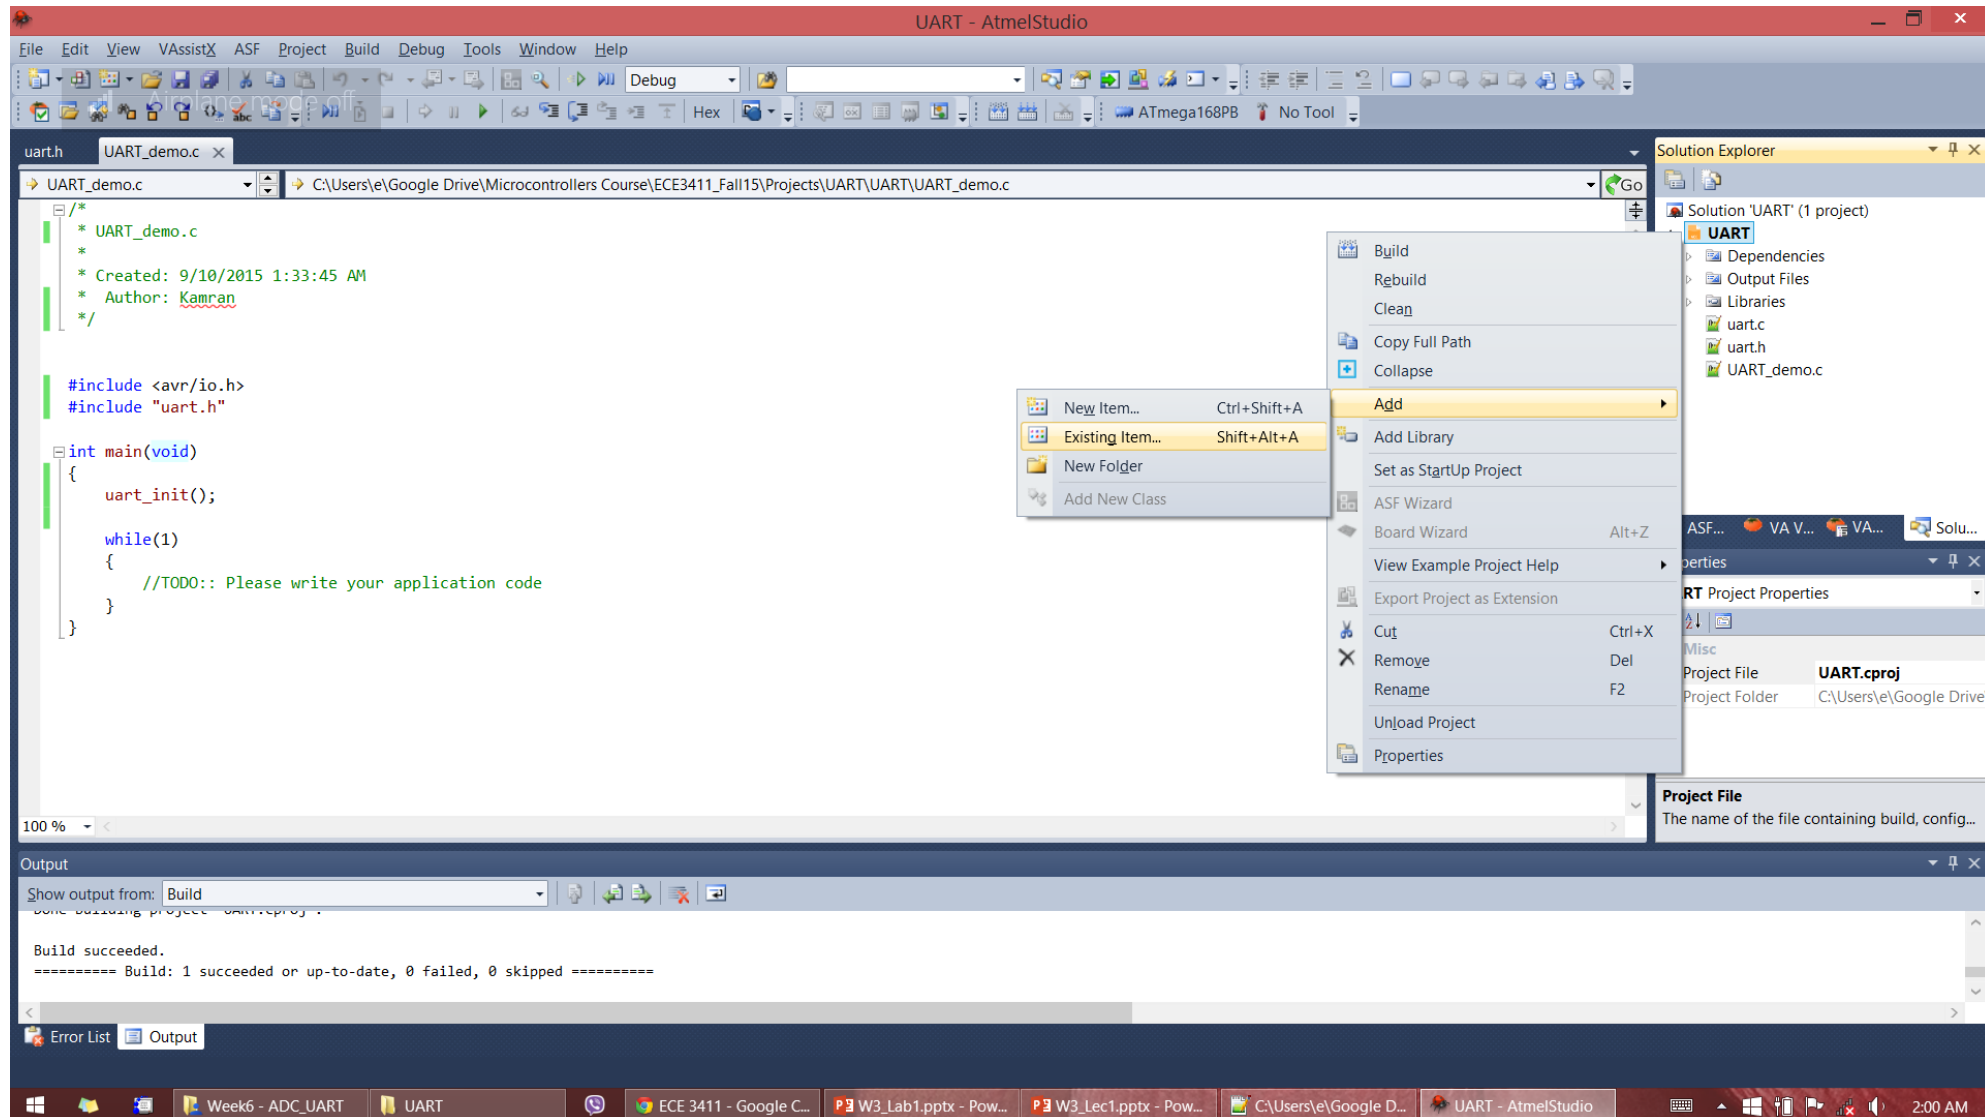 UART - AtmelStudio
File Edit View VAssistX ASF Project Build Debug Tools Window Help
Debug
Airplane mode off
Hex
ATmega168PB No Tool
uart.h UART_demo.c
UART_demo.c C:\Users\e\Google Drive\Microcontrollers Course\ECE3411_Fall15\Projects\UART\UART\UART_demo.c Go
/*
* UART_demo.c
*
* Created: 9/10/2015 1:33:45 AM
* Author: Kamran
*/
#include <avr/io.h>
#include "uart.h"
int main(void)
{
uart_init();
while(1)
{
//TODO:: Please write your application code
}
}
100 %
New Item... Ctrl+Shift+A
Existing Item... Shift+Alt+A
New Folder
Add New Class
Build
Rebuild
Clean
Copy Full Path
Collapse
Add
Add Library
Set as StartUp Project
ASF Wizard
Board Wizard Alt+Z
View Example Project Help
Export Project as Extension
Cut Ctrl+X
Remove Del
Rename F2
Unload Project
Properties
Solution Explorer
Solution 'UART' (1 project)
UART
Dependencies
Output Files
Libraries
uart.c
uart.h
UART_demo.c
ASF... VA V... VA... Solu...
perties
RT Project Properties
Misc
Project File UART.cproj
Project Folder C:\Users\e\Google Drive
Project File
The name of the file containing build, config...
Output
Show output from: Build
Done building project "UART.cproj".
Build succeeded.
========== Build: 1 succeeded or up-to-date, 0 failed, 0 skipped ==========
Error List Output
Week6 - ADC_UART UART ECE 3411 - Google C... W3_Lab1.pptx - Pow... W3_Lec1.pptx - Pow... C:\Users\e\Google D... UART - AtmelStudio 2:00 AM